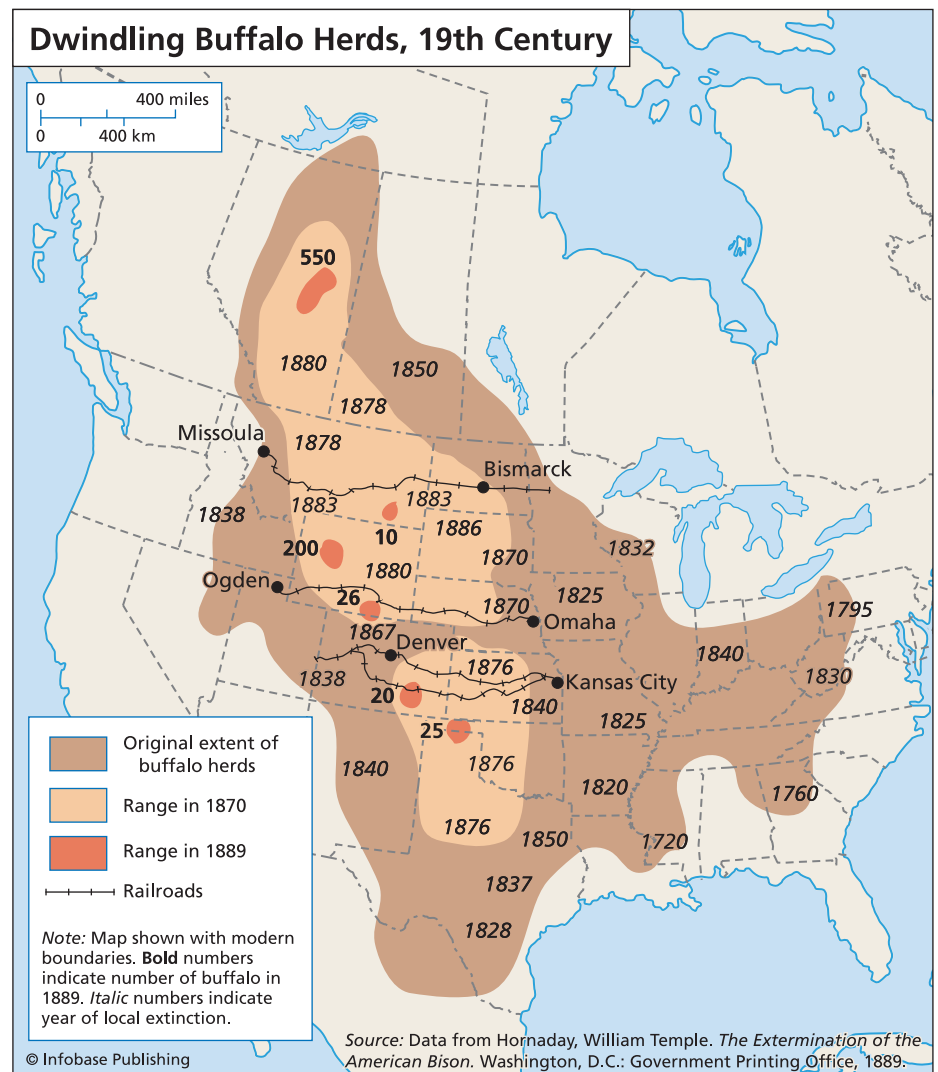 Dwindling Buffalo Herds, 19th Century
0 400 miles
0 400 km
550
1880
1850
1878
Missoula
1878
Bismarck
1883
1883
1838
10
1886
200
1832
1870
1880
Ogden
26
1870
1825
1795
Omaha
1867
Denver
1840
1876
1838
1830
Kansas City
20
1840
25
1825
1876
1840
1820
1760
1876
1850
1720
1837
1828
Original extent of
buffalo herds
Range in 1870
Range in 1889
Railroads
Note: Map shown with modern
boundaries. Bold numbers
indicate number of buffalo in
1889. Italic numbers indicate
year of local extinction.
© Infobase Publishing
Source: Data from Hornaday, William Temple. The Extermination of the
American Bison. Washington, D.C.: Government Printing Office, 1889.